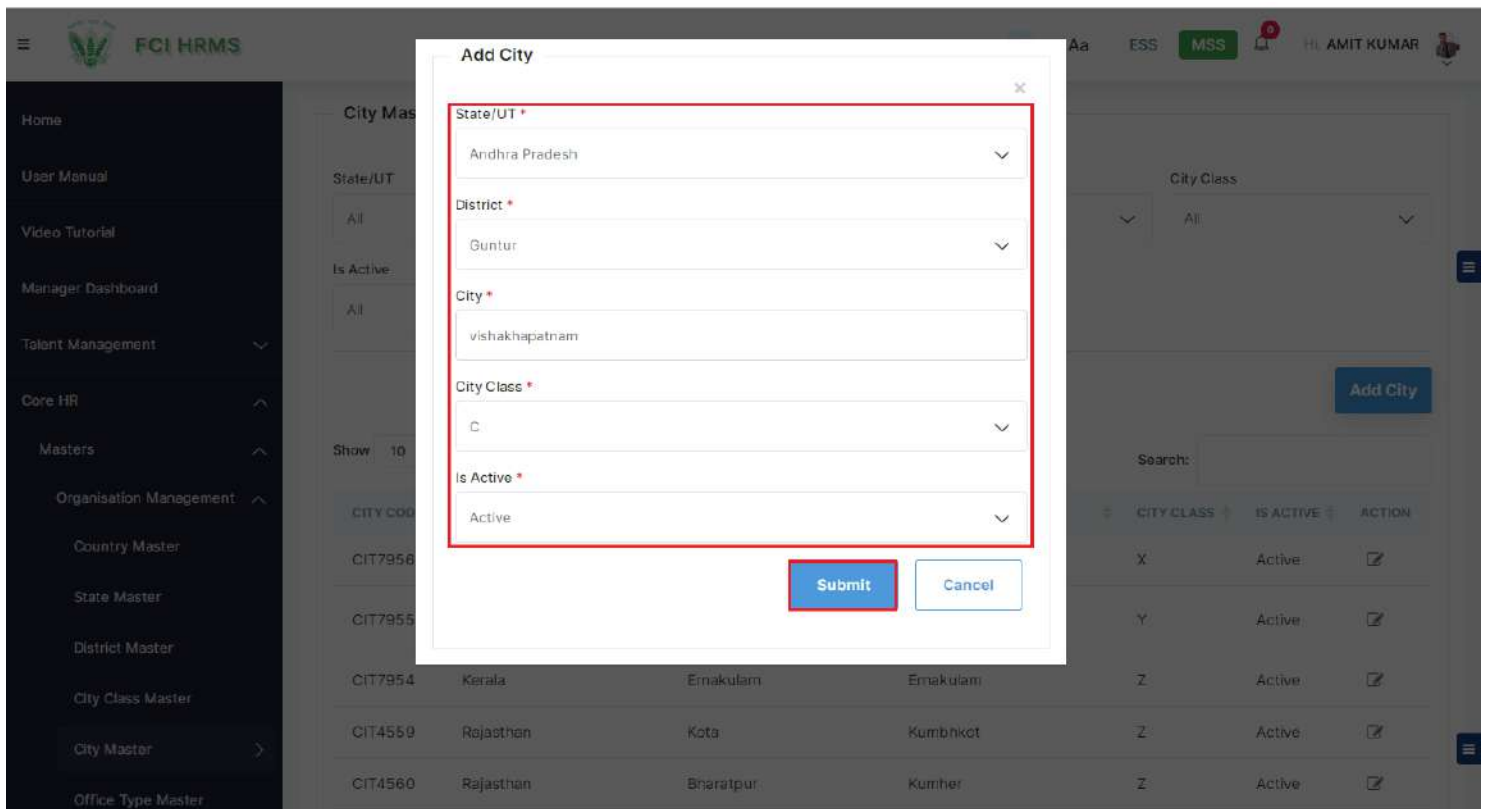 FCI HRMS
Aa ESS MSS 0 Hi, AMIT KUMAR
Home
User Manual
Video Tutorial
Manager Dashboard
Talent Management
Core HR
Masters
Organisation Management
Country Master
State Master
District Master
City Class Master
City Master
Office Type Master
City Mas
State/UT
All
City Class
All
Is Active
All
Add City
Show 10
Search:
CITY COD
CITY CLASS IS ACTIVE ACTION
CIT7956 X Active
CIT7955 Y Active
CIT7954 Kerala Ernakulam Ernakulam Z Active
CIT4559 Rajasthan Kota Kumbhkot Z Active
CIT4560 Rajasthan Bharatpur Kumher Z Active
Add City
×
State/UT *
Andhra Pradesh
District *
Guntur
City *
vishakhapatnam
City Class *
C
Is Active *
Active
Submit Cancel